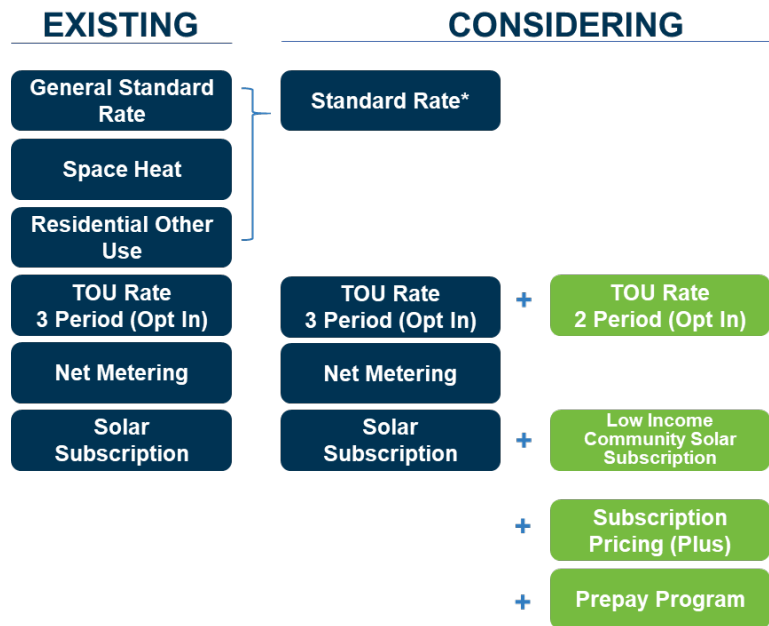 EXISTING
CONSIDERING
General Standard
Rate
Standard Rate*
Space Heat
Residential Other
Use
TOU Rate
3 Period (Opt In)
TOU Rate
3 Period (Opt In)
+
TOU Rate
2 Period (Opt In)
Net Metering
Net Metering
Solar
Subscription
Solar
Subscription
+
Low Income
Community Solar
Subscription
+
Subscription
Pricing (Plus)
+
Prepay Program